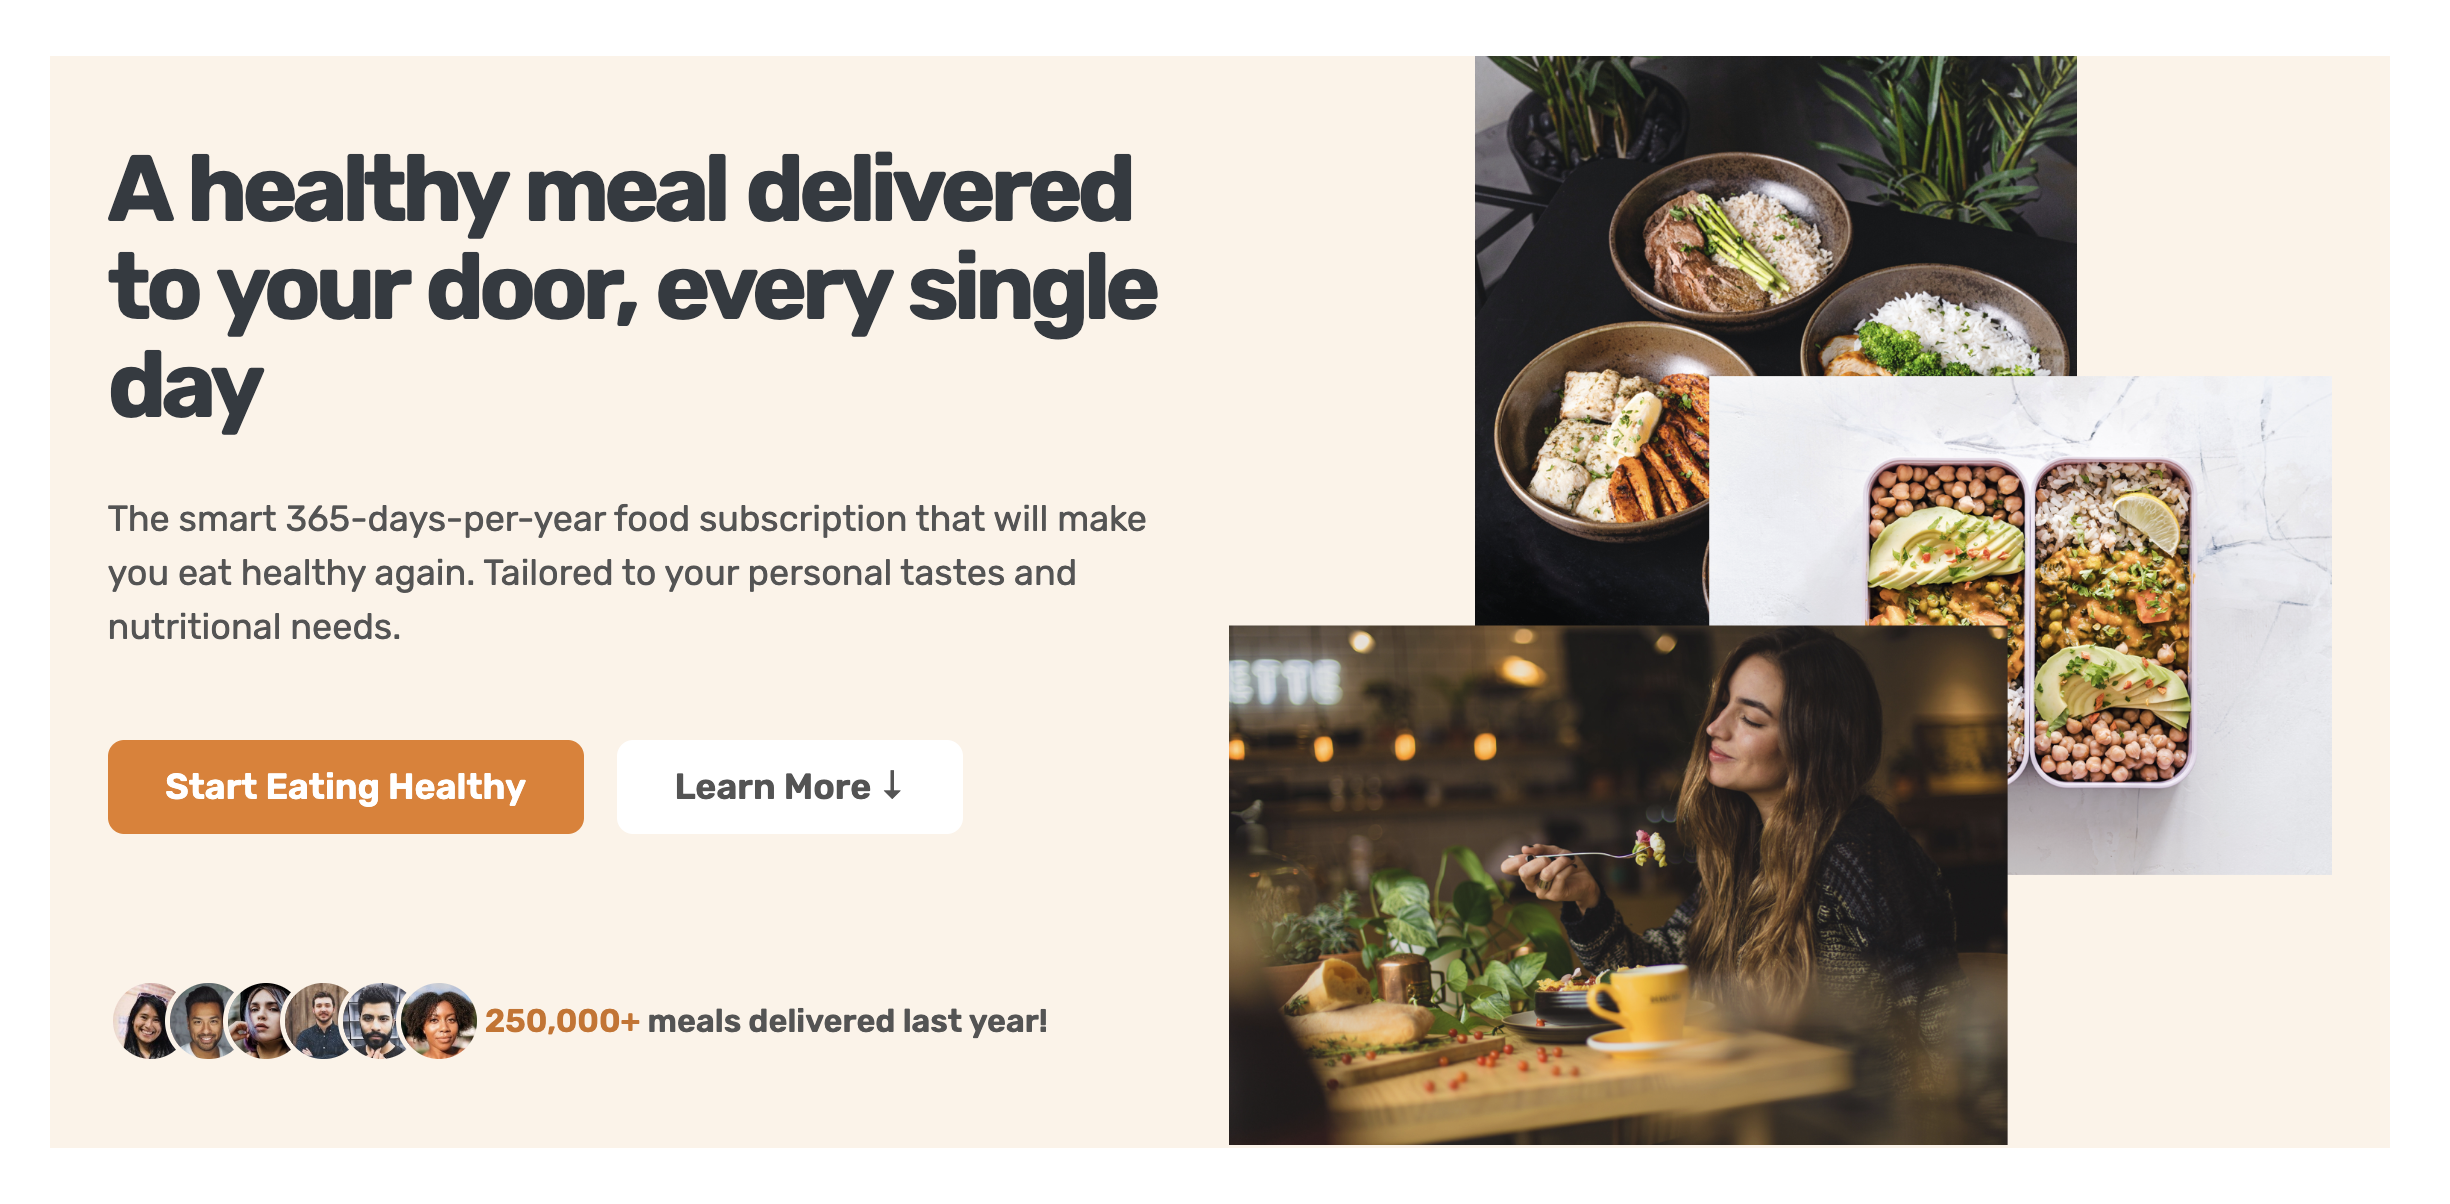 A healthy meal delivered
to your door, every single
day
The smart 365-days-per-year food subscription that will make
you eat healthy again. Tailored to your personal tastes and
nutritional needs.
Start Eating Healthy
Learn More ↓
250,000+ meals delivered last year!
ETTE